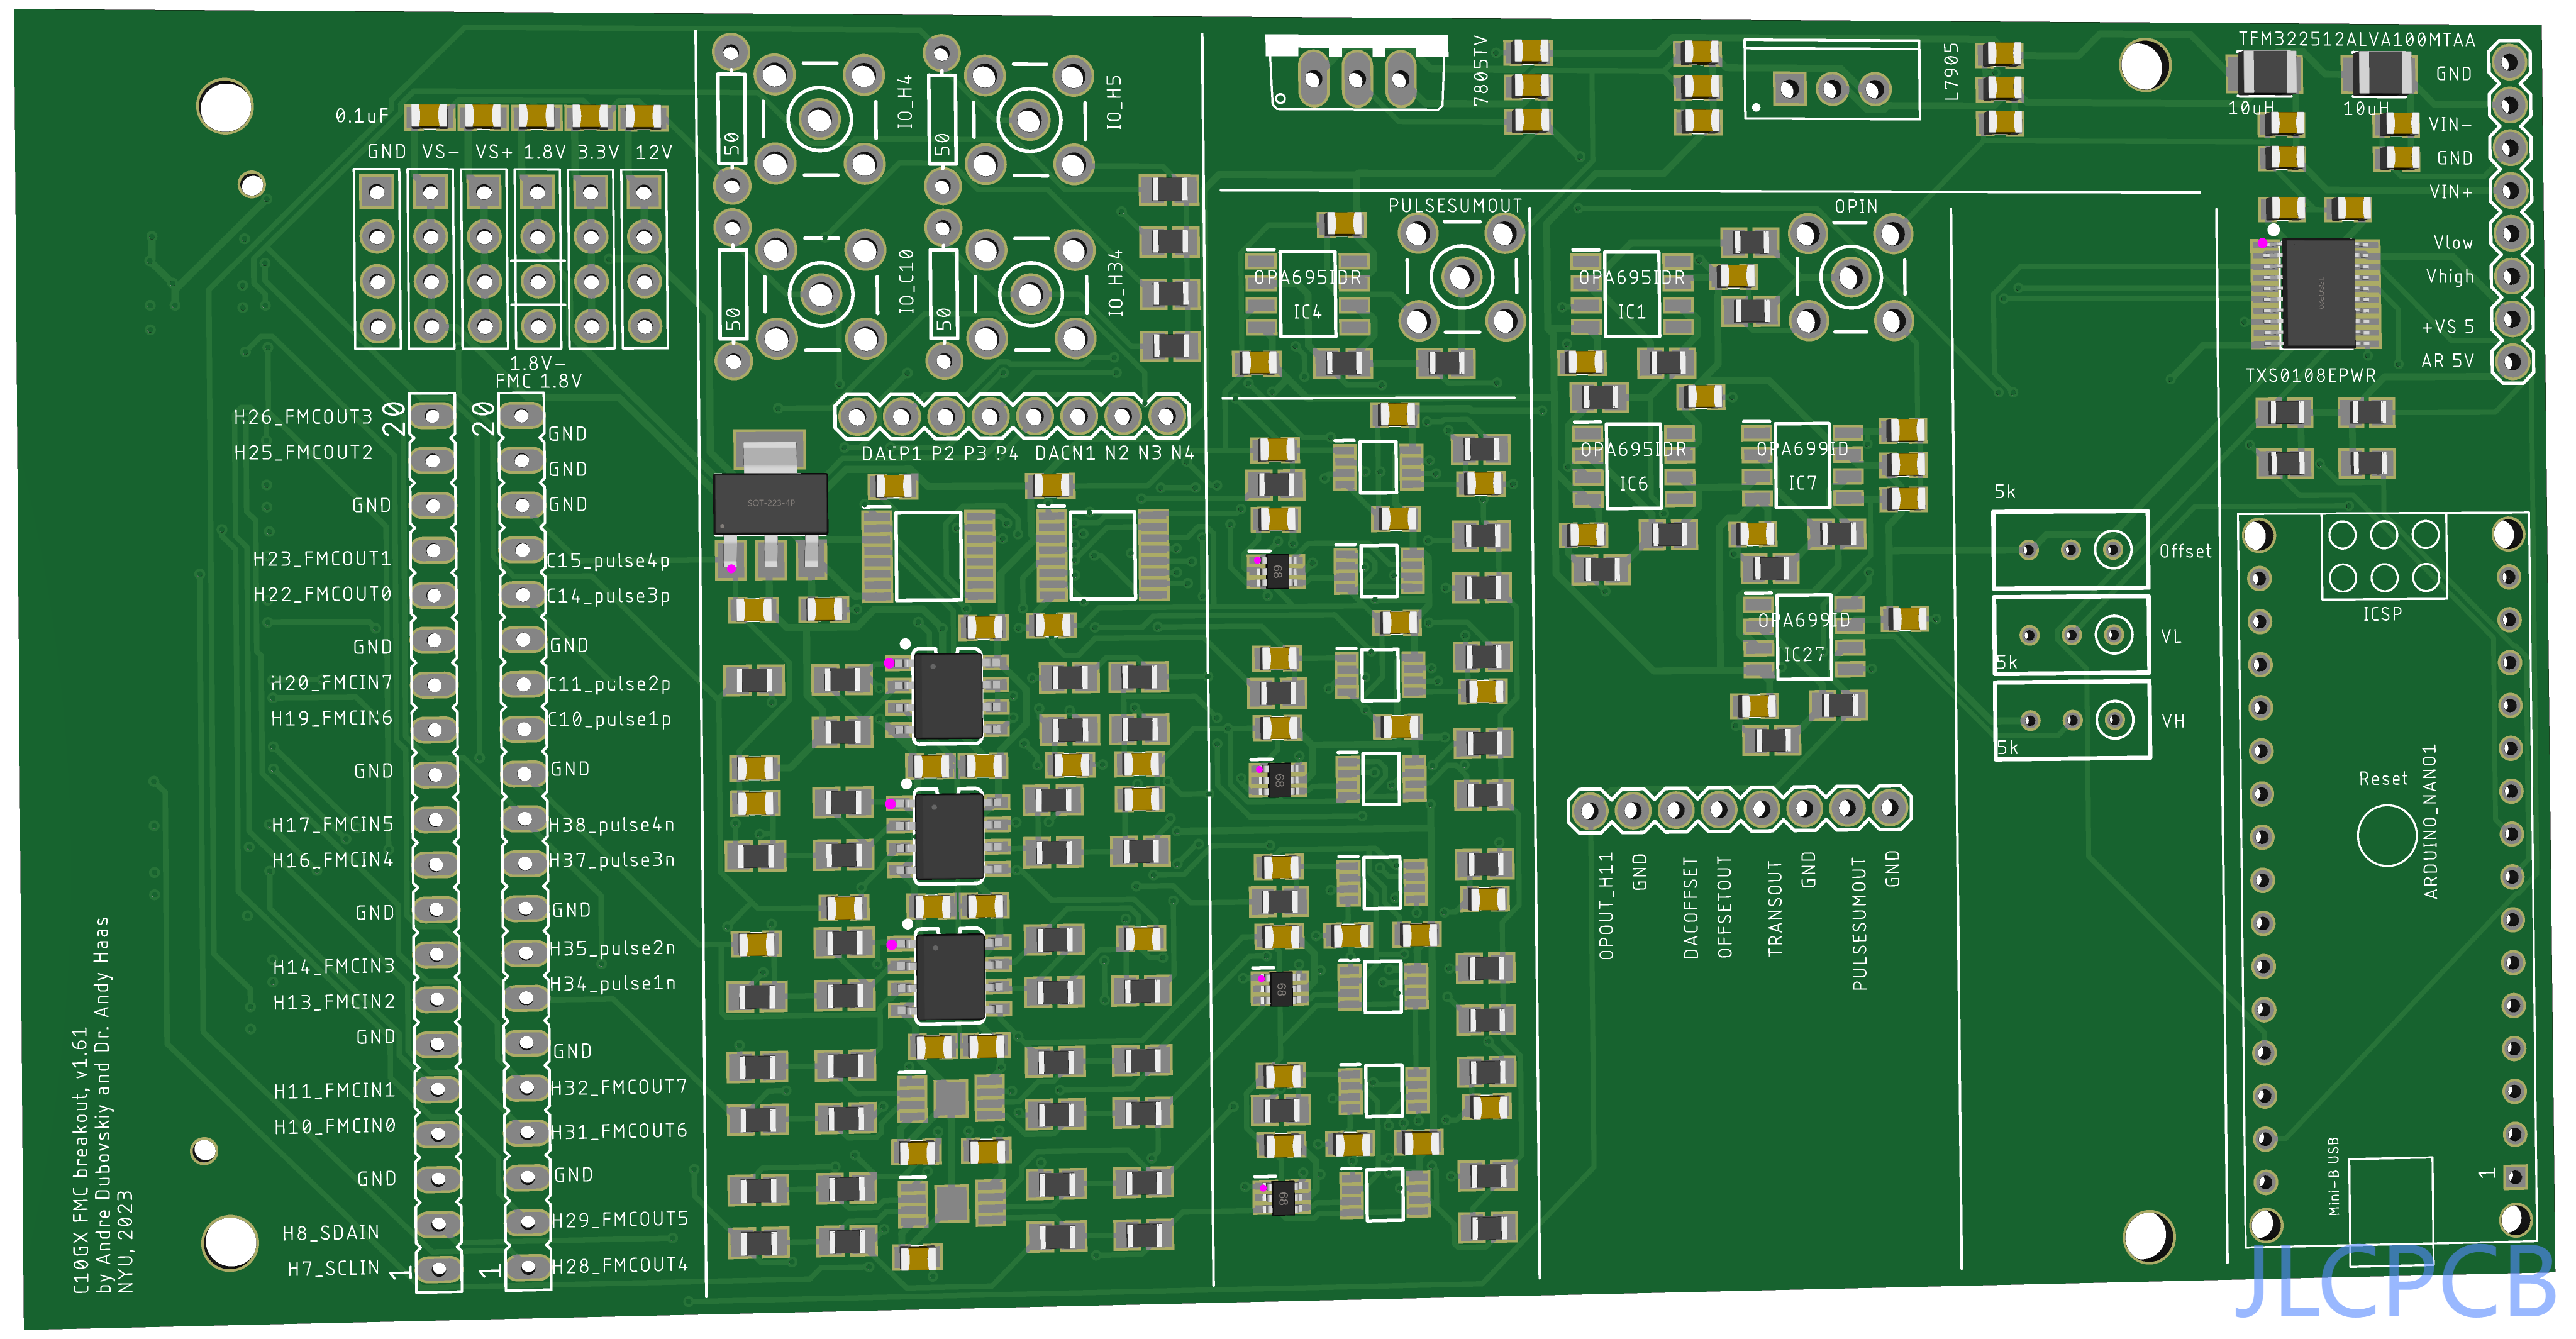 0.1uF
GND VS- VS+ 1.8V 3.3V 12V
1.8V-
FMC 1.8V
20
20
H26_FMCOUT3
H25_FMCOUT2
GND
H23_FMCOUT1
H22_FMCOUT0
GND
H20_FMCIN7
H19_FMCIN6
GND
H17_FMCIN5
H16_FMCIN4
GND
H14_FMCIN3
H13_FMCIN2
GND
H11_FMCIN1
H10_FMCIN0
GND
H8_SDAIN
H7_SCLIN
1
1
GND
GND
GND
C15_pulse4p
C14_pulse3p
GND
C11_pulse2p
C10_pulse1p
GND
H38_pulse4n
H37_pulse3n
GND
H35_pulse2n
H34_pulse1n
GND
H32_FMCOUT7
H31_FMCOUT6
GND
H29_FMCOUT5
H28_FMCOUT4
C10GX FMC breakout, v1.61
by Andre Dubovskiy and Dr. Andy Haas
NYU, 2023
50
IO_H4
50
IO_H5
50
IO_C10
50
IO_H34
DACP1 P2 P3 P4 DACN1 N2 N3 N4
SOT-223-4P
7805TV
L7905
PULSESUMOUT
OPIN
OPA695IDR
IC4
OPA695IDR
IC1
OPA695IDR
IC6
OPA699ID
IC7
OPA699ID
IC27
68
68
68
68
OPOUT_H11
GND
DACOFFSET
OFFSETOUT
TRANSOUT
GND
PULSESUMOUT
GND
5k
Offset
5k
VL
5k
VH
TFM322512ALVA100MTAA
10uH
10uH
GND
VIN-
GND
VIN+
Vlow
Vhigh
+VS 5
AR 5V
TXS0108EPWR
ICSP
Reset
ARDUINO_NANO1
Mini-B USB
1
JLCPCB